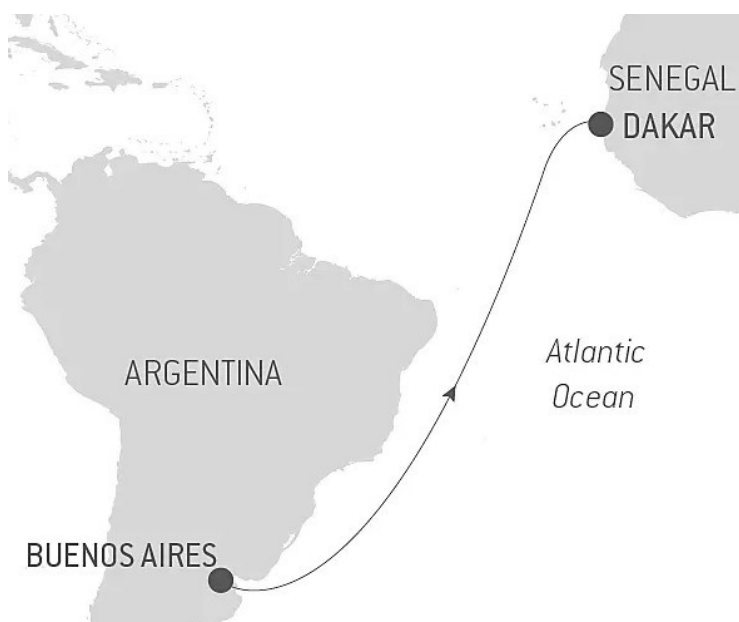 SENEGAL
DAKAR
Atlantic
Ocean
ARGENTINA
BUENOS AIRES